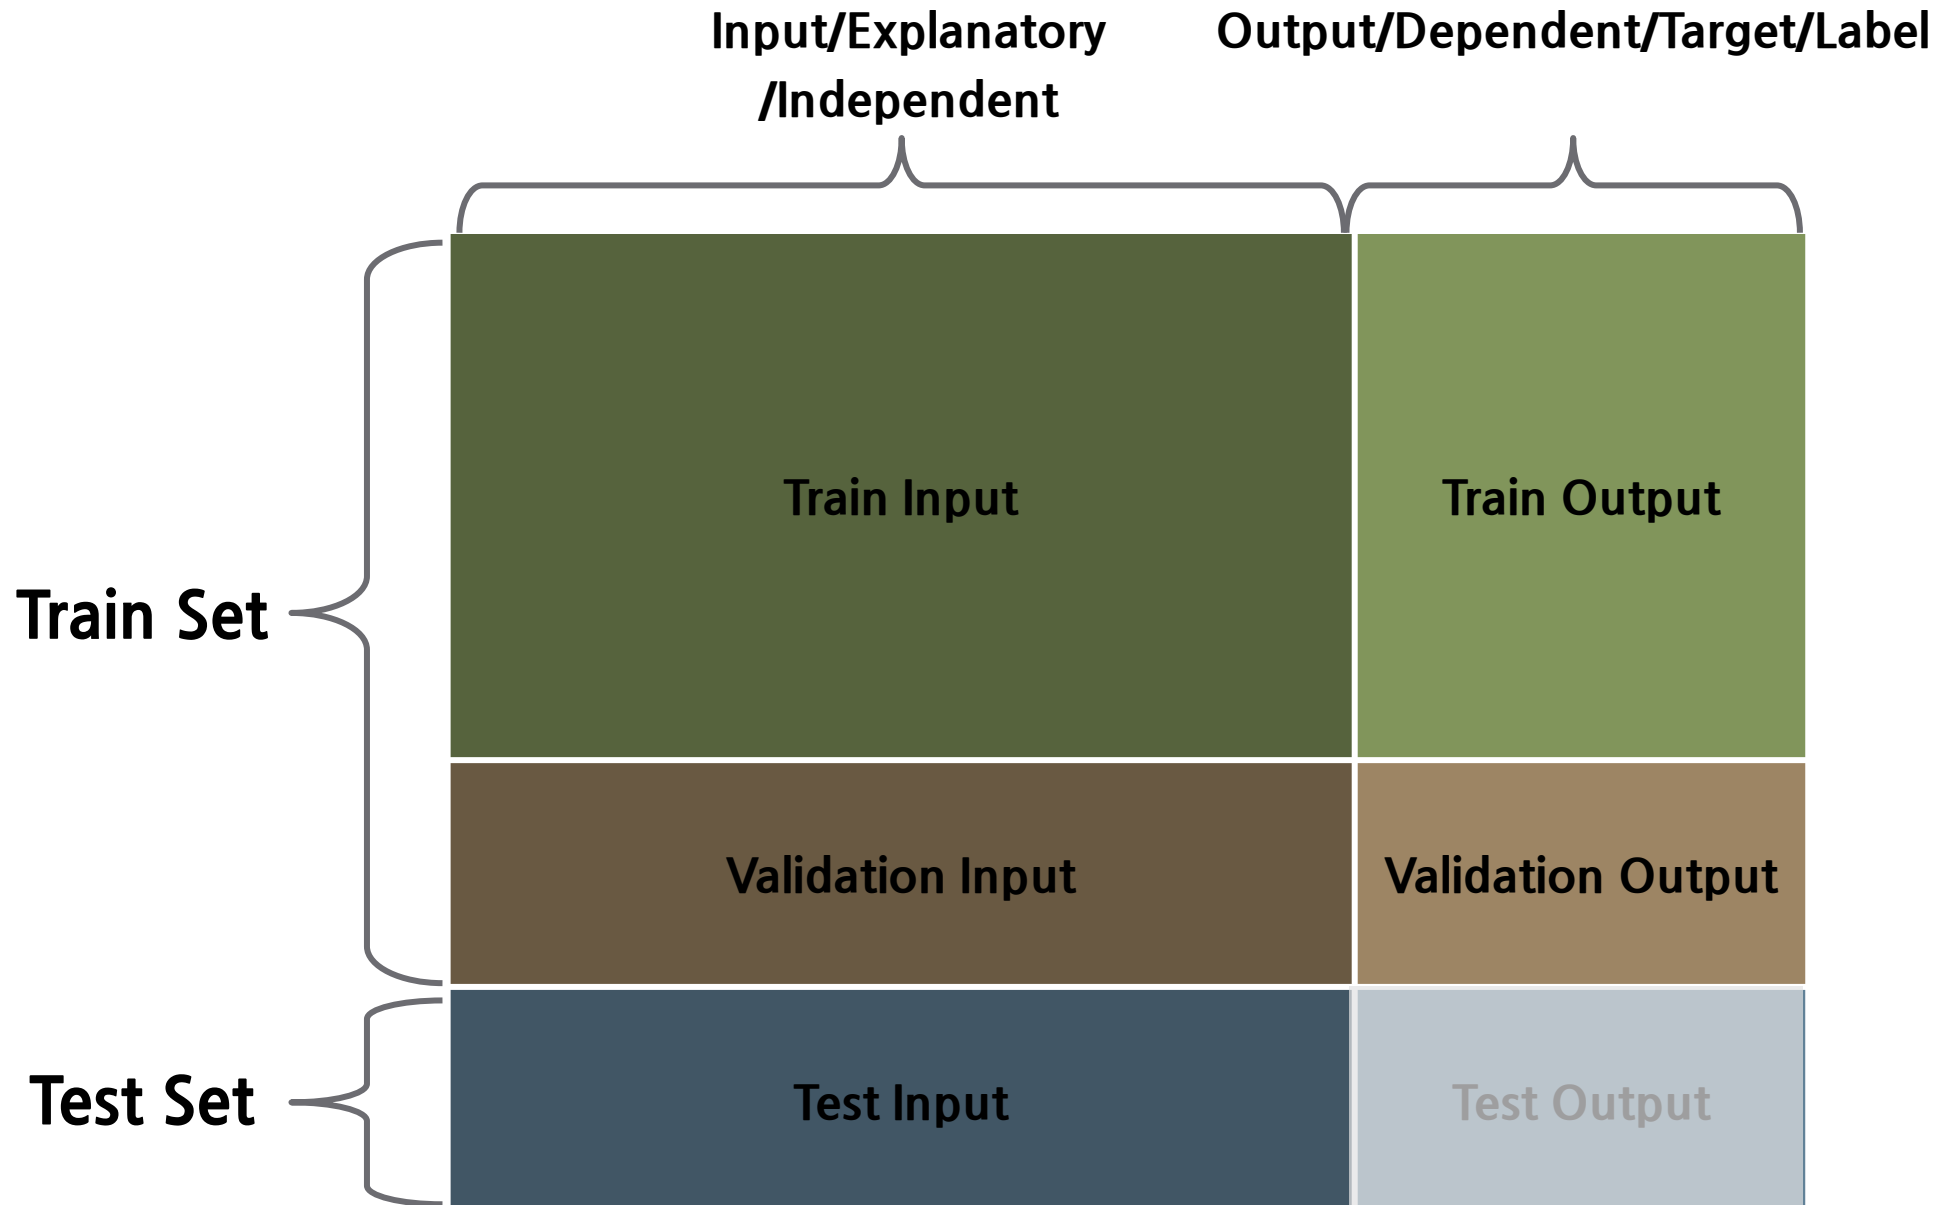 Input/Explanatory
/Independent
Output/Dependent/Target/Label
Train Input
Train Output
Train Set
Validation Input
Validation Output
Test Set
Test Input
Test Output